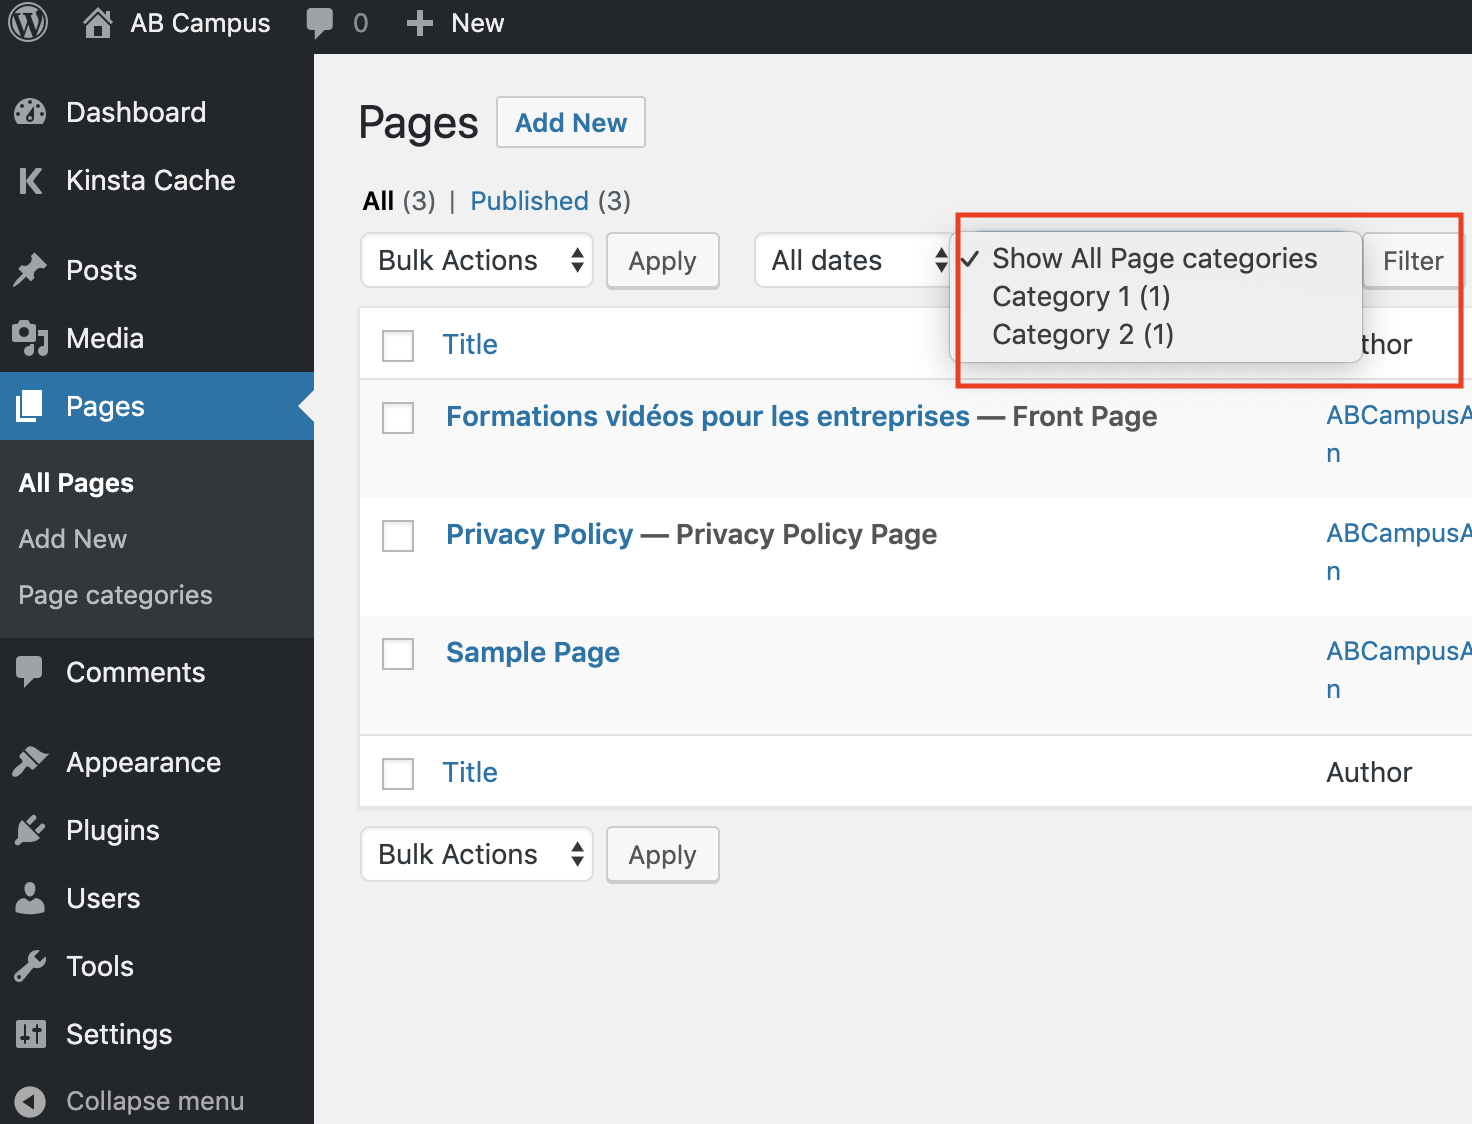 AB Campus 0 New
Dashboard
Kinsta Cache
Posts
Media
Pages
All Pages
Add New
Page categories
Comments
Appearance
Plugins
Users
Tools
Settings
Collapse menu
Pages Add New
All (3) | Published (3)
Bulk Actions Apply All dates Show All Page categories Filter
Category 1 (1)
Category 2 (1)
Title thor
Formations vidéos pour les entreprises — Front Page ABCampusA
n
Privacy Policy — Privacy Policy Page ABCampusA
n
Sample Page ABCampusA
n
Title Author
Bulk Actions Apply